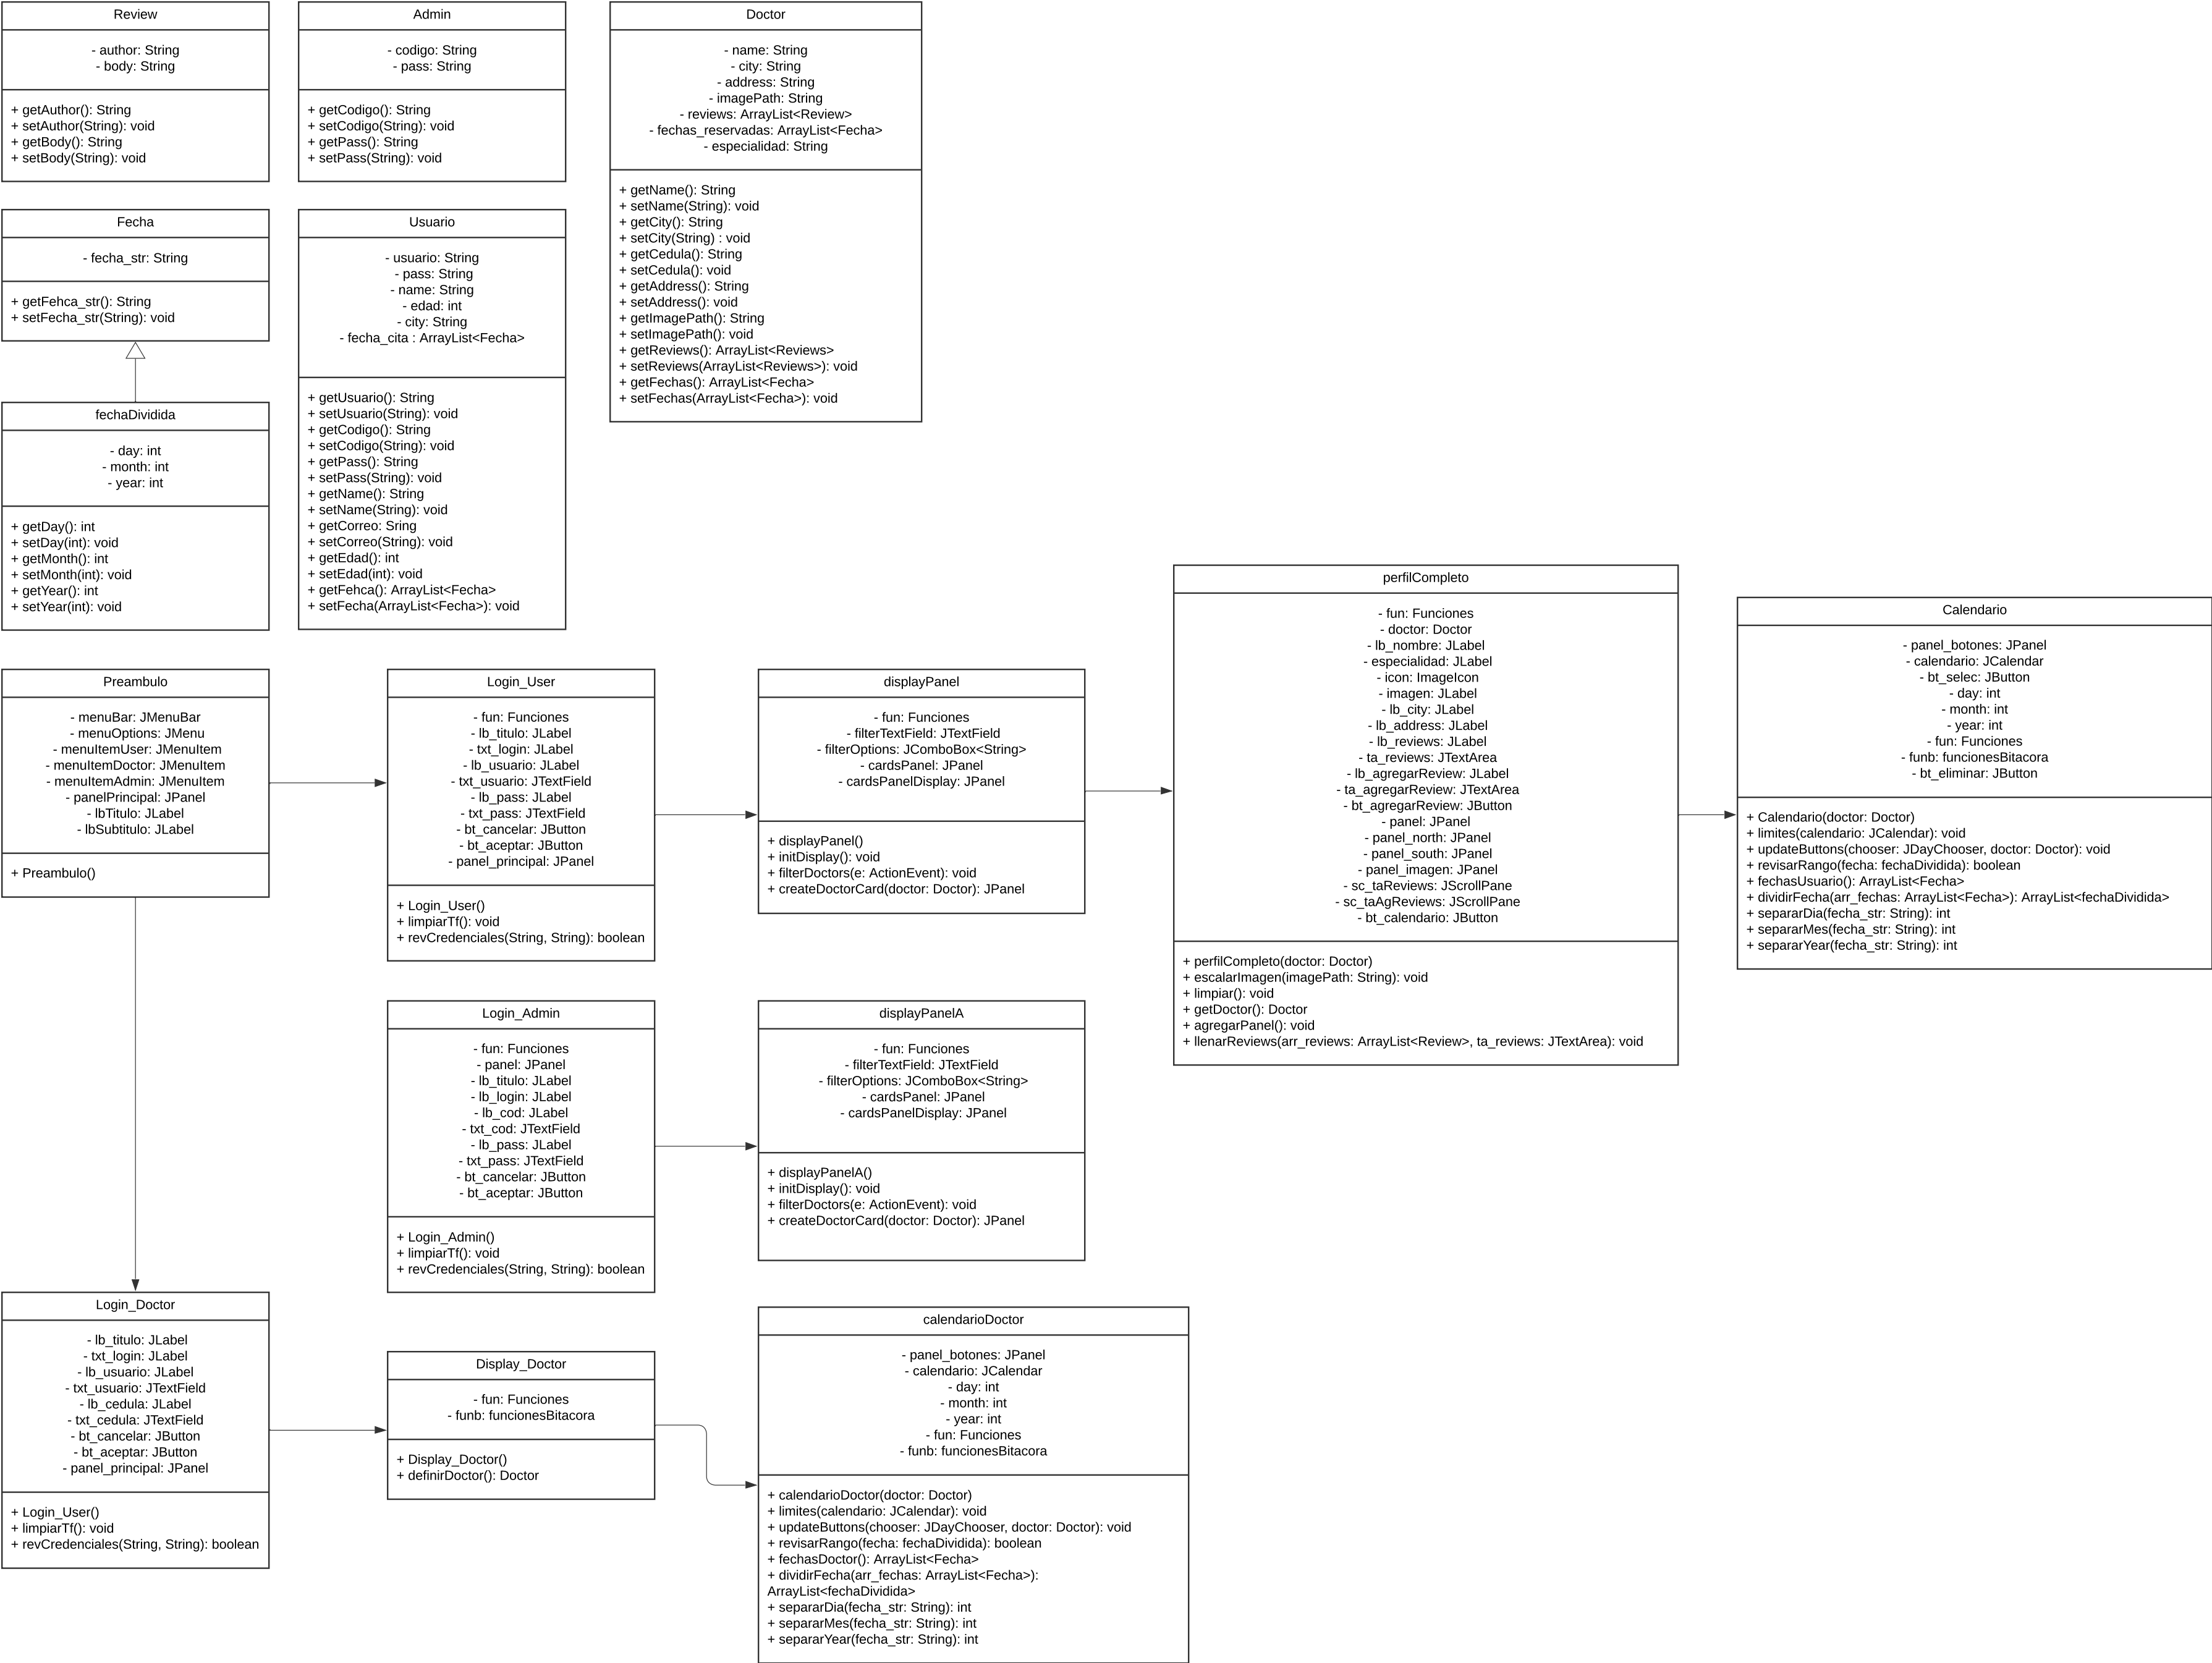 Review
- author: String
- body: String
+ getAuthor(): String
+ setAuthor(String): void
+ getBody(): String
+ setBody(String): void
Admin
- codigo: String
- pass: String
+ getCodigo(): String
+ setCodigo(String): void
+ getPass(): String
+ setPass(String): void
Doctor
- name: String
- city: String
- address: String
- imagePath: String
- reviews: ArrayList<Review>
- fechas_reservadas: ArrayList<Fecha>
- especialidad: String
+ getName(): String
+ setName(String): void
+ getCity(): String
+ setCity(String) : void
+ getCedula(): String
+ setCedula(): void
+ getAddress(): String
+ setAddress(): void
+ getImagePath(): String
+ setImagePath(): void
+ getReviews(): ArrayList<Reviews>
+ setReviews(ArrayList<Reviews>): void
+ getFechas(): ArrayList<Fecha>
+ setFechas(ArrayList<Fecha>): void
Fecha
- fecha_str: String
+ getFehca_str(): String
+ setFecha_str(String): void
Usuario
- usuario: String
- pass: String
- name: String
- edad: int
- city: String
- fecha_cita : ArrayList<Fecha>
+ getUsuario(): String
+ setUsuario(String): void
+ getCodigo(): String
+ setCodigo(String): void
+ getPass(): String
+ setPass(String): void
+ getName(): String
+ setName(String): void
+ getCorreo: Sring
+ setCorreo(String): void
+ getEdad(): int
+ setEdad(int): void
+ getFehca(): ArrayList<Fecha>
+ setFecha(ArrayList<Fecha>): void
fechaDividida
- day: int
- month: int
- year: int
+ getDay(): int
+ setDay(int): void
+ getMonth(): int
+ setMonth(int): void
+ getYear(): int
+ setYear(int): void
Preambulo
- menuBar: JMenuBar
- menuOptions: JMenu
- menuItemUser: JMenuItem
- menuItemDoctor: JMenuItem
- menuItemAdmin: JMenuItem
- panelPrincipal: JPanel
- lbTitulo: JLabel
- lbSubtitulo: JLabel
+ Preambulo()
Login_User
- fun: Funciones
- lb_titulo: JLabel
- txt_login: JLabel
- lb_usuario: JLabel
- txt_usuario: JTextField
- lb_pass: JLabel
- txt_pass: JTextField
- bt_cancelar: JButton
- bt_aceptar: JButton
- panel_principal: JPanel
+ Login_User()
+ limpiarTf(): void
+ revCredenciales(String, String): boolean
displayPanel
- fun: Funciones
- filterTextField: JTextField
- filterOptions: JComboBox<String>
- cardsPanel: JPanel
- cardsPanelDisplay: JPanel
+ displayPanel()
+ initDisplay(): void
+ filterDoctors(e: ActionEvent): void
+ createDoctorCard(doctor: Doctor): JPanel
perfilCompleto
- fun: Funciones
- doctor: Doctor
- lb_nombre: JLabel
- especialidad: JLabel
- icon: ImageIcon
- imagen: JLabel
- lb_city: JLabel
- lb_address: JLabel
- lb_reviews: JLabel
- ta_reviews: JTextArea
- lb_agregarReview: JLabel
- ta_agregarReview: JTextArea
- bt_agregarReview: JButton
- panel: JPanel
- panel_north: JPanel
- panel_south: JPanel
- panel_imagen: JPanel
- sc_taReviews: JScrollPane
- sc_taAgReviews: JScrollPane
- bt_calendario: JButton
+ perfilCompleto(doctor: Doctor)
+ escalarImagen(imagePath: String): void
+ limpiar(): void
+ getDoctor(): Doctor
+ agregarPanel(): void
+ llenarReviews(arr_reviews: ArrayList<Review>, ta_reviews: JTextArea): void
Calendario
- panel_botones: JPanel
- calendario: JCalendar
- bt_selec: JButton
- day: int
- month: int
- year: int
- fun: Funciones
- funb: funcionesBitacora
- bt_eliminar: JButton
+ Calendario(doctor: Doctor)
+ limites(calendario: JCalendar): void
+ updateButtons(chooser: JDayChooser, doctor: Doctor): void
+ revisarRango(fecha: fechaDividida): boolean
+ fechasUsuario(): ArrayList<Fecha>
+ dividirFecha(arr_fechas: ArrayList<Fecha>): ArrayList<fechaDividida>
+ separarDia(fecha_str: String): int
+ separarMes(fecha_str: String): int
+ separarYear(fecha_str: String): int
Login_Admin
- fun: Funciones
- panel: JPanel
- lb_titulo: JLabel
- lb_login: JLabel
- lb_cod: JLabel
- txt_cod: JTextField
- lb_pass: JLabel
- txt_pass: JTextField
- bt_cancelar: JButton
- bt_aceptar: JButton
+ Login_Admin()
+ limpiarTf(): void
+ revCredenciales(String, String): boolean
displayPanelA
- fun: Funciones
- filterTextField: JTextField
- filterOptions: JComboBox<String>
- cardsPanel: JPanel
- cardsPanelDisplay: JPanel
+ displayPanelA()
+ initDisplay(): void
+ filterDoctors(e: ActionEvent): void
+ createDoctorCard(doctor: Doctor): JPanel
Login_Doctor
- lb_titulo: JLabel
- txt_login: JLabel
- lb_usuario: JLabel
- txt_usuario: JTextField
- lb_cedula: JLabel
- txt_cedula: JTextField
- bt_cancelar: JButton
- bt_aceptar: JButton
- panel_principal: JPanel
+ Login_User()
+ limpiarTf(): void
+ revCredenciales(String, String): boolean
Display_Doctor
- fun: Funciones
- funb: funcionesBitacora
+ Display_Doctor()
+ definirDoctor(): Doctor
calendarioDoctor
- panel_botones: JPanel
- calendario: JCalendar
- day: int
- month: int
- year: int
- fun: Funciones
- funb: funcionesBitacora
+ calendarioDoctor(doctor: Doctor)
+ limites(calendario: JCalendar): void
+ updateButtons(chooser: JDayChooser, doctor: Doctor): void
+ revisarRango(fecha: fechaDividida): boolean
+ fechasDoctor(): ArrayList<Fecha>
+ dividirFecha(arr_fechas: ArrayList<Fecha>):
ArrayList<fechaDividida>
+ separarDia(fecha_str: String): int
+ separarMes(fecha_str: String): int
+ separarYear(fecha_str: String): int